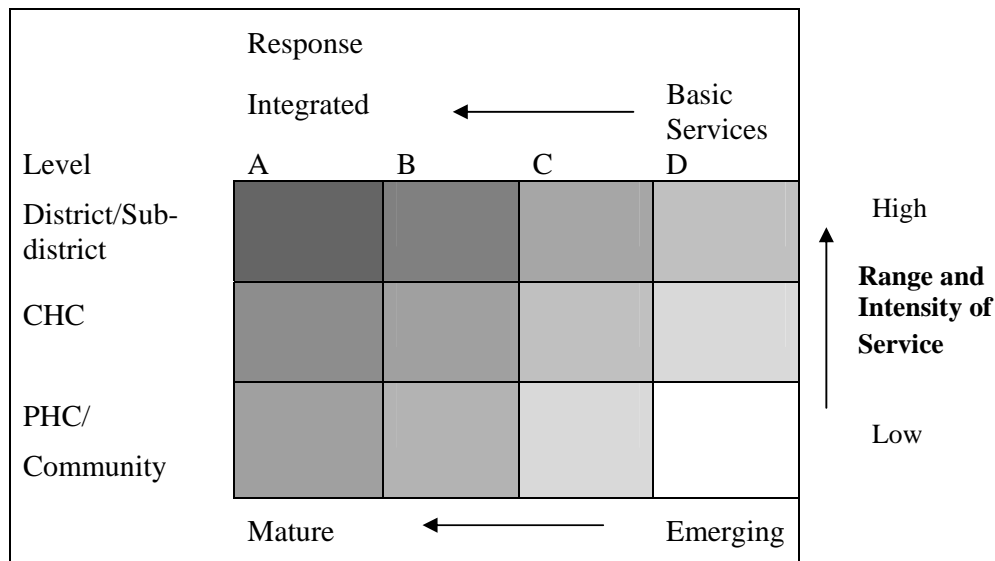 Response
Integrated
Basic
Services
Level A B C D
District/Sub-
district
High
Range and
Intensity of
Service
CHC
PHC/
Community
Low
Mature Emerging